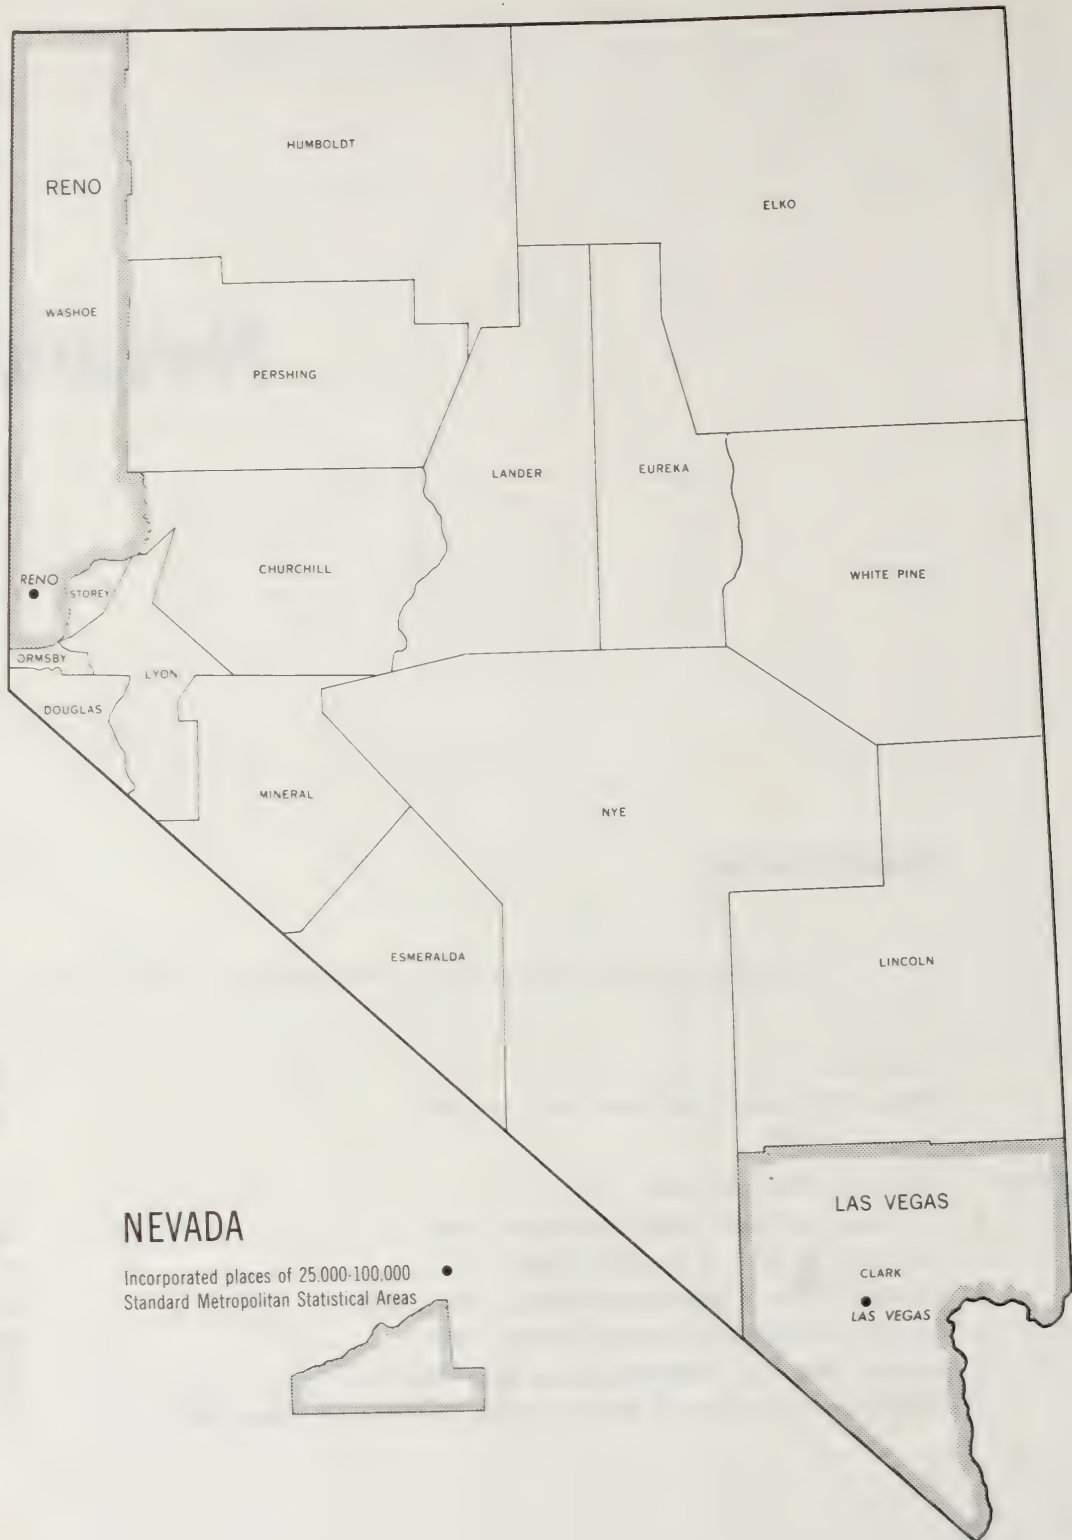 HUMBOLDT
RENO
ELKO
WASHOE
PERSHING
LANDER
EUREKA
CHURCHILL
WHITE PINE
RENO
STOREY
ORMSBY
LYON
DOUGLAS
MINERAL
NYE
ESMERALDA
LINCOLN
LAS VEGAS
CLARK
LAS VEGAS
NEVADA
Incorporated places of 25,000-100,000
Standard Metropolitan Statistical Areas